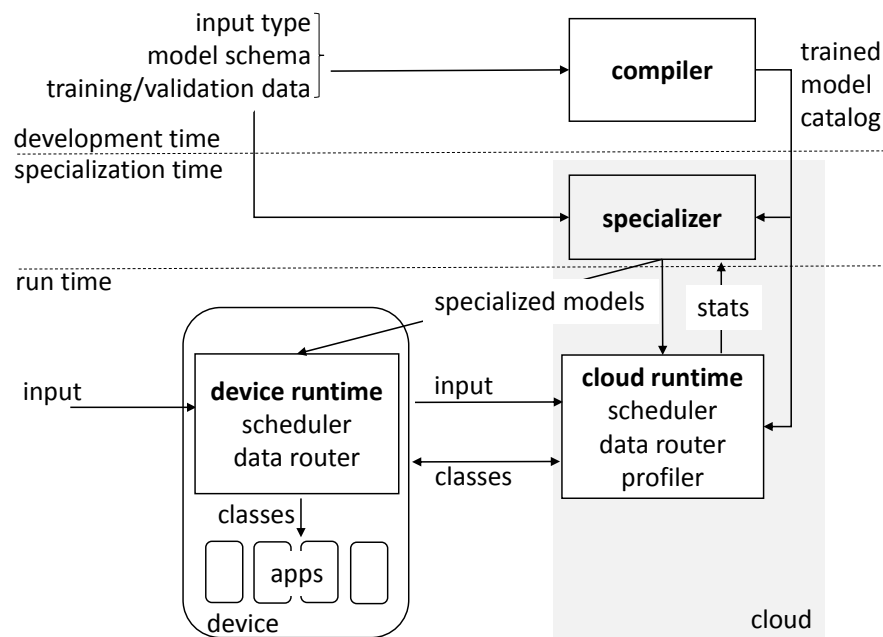 input type
model schema
training/validation data
compiler
trained
model
catalog
development time
specialization time
specializer
run time
specialized models
stats
input
device runtime
scheduler
data router
input
cloud runtime
scheduler
data router
profiler
classes
classes
apps
device
cloud